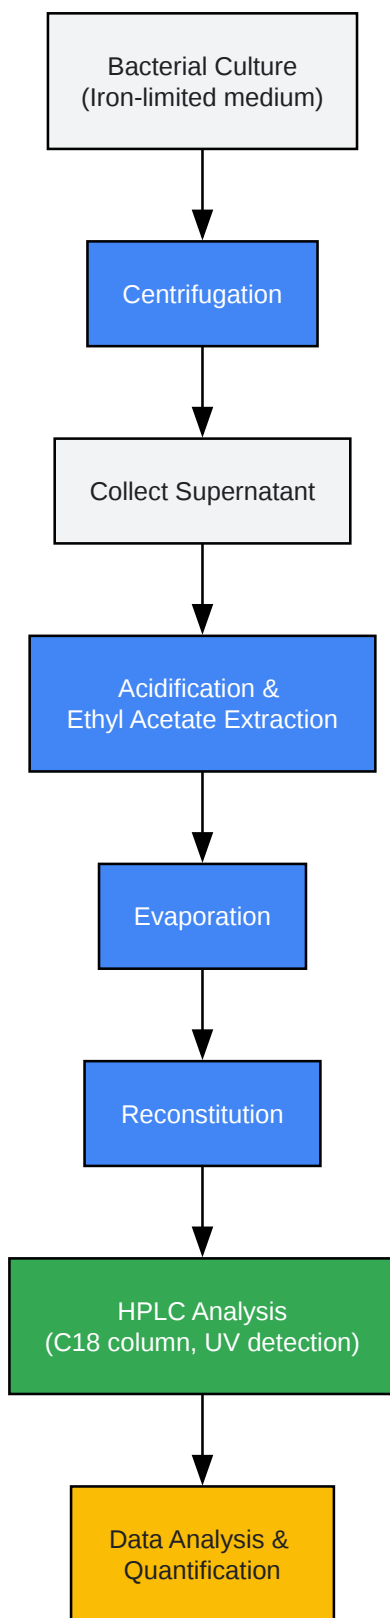 Bacterial Culture
(Iron-limited medium)
Centrifugation
Collect Supernatant
Acidification &
Ethyl Acetate Extraction
Evaporation
Reconstitution
HPLC Analysis
(C18 column, UV detection)
Data Analysis &
Quantification